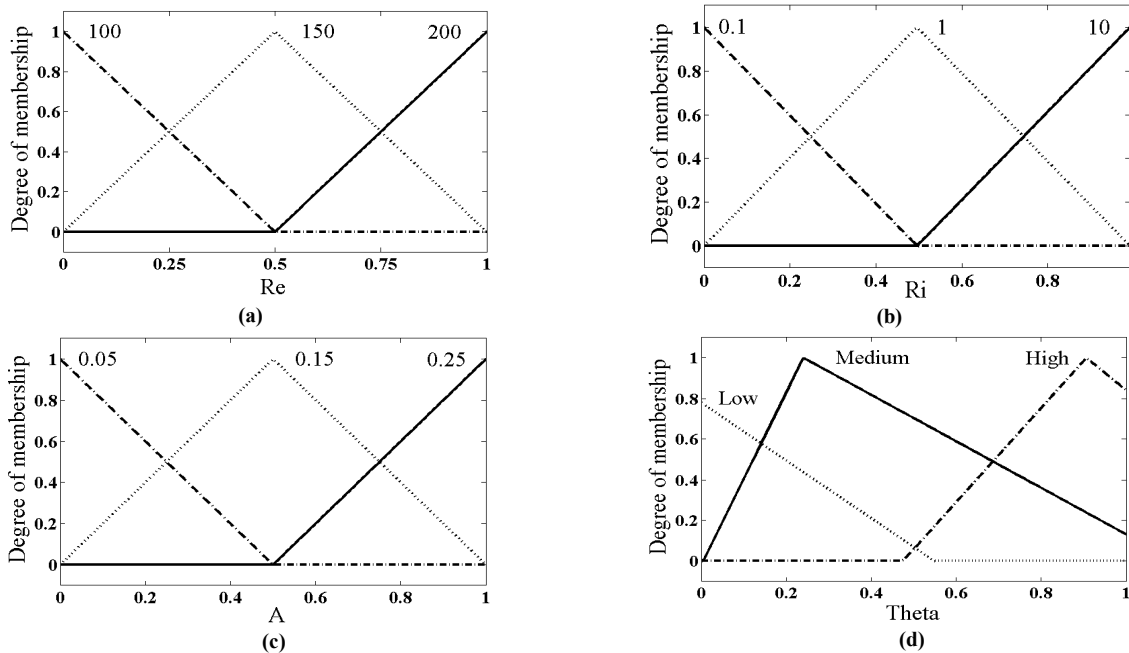 100 150 200
1
0.8
0.6
0.4
0.2
0
Degree of membership
0 0.25 0.5 0.75 1
Re
(a)
0.1 1 10
1
0.8
0.6
0.4
0.2
0
Degree of membership
0 0.2 0.4 0.6 0.8
Ri
(b)
0.05 0.15 0.25
1
0.8
0.6
0.4
0.2
0
Degree of membership
0 0.2 0.4 0.6 0.8 1
A
(c)
Low Medium High
1
0.8
0.6
0.4
0.2
0
Degree of membership
0 0.2 0.4 0.6 0.8 1
Theta
(d)